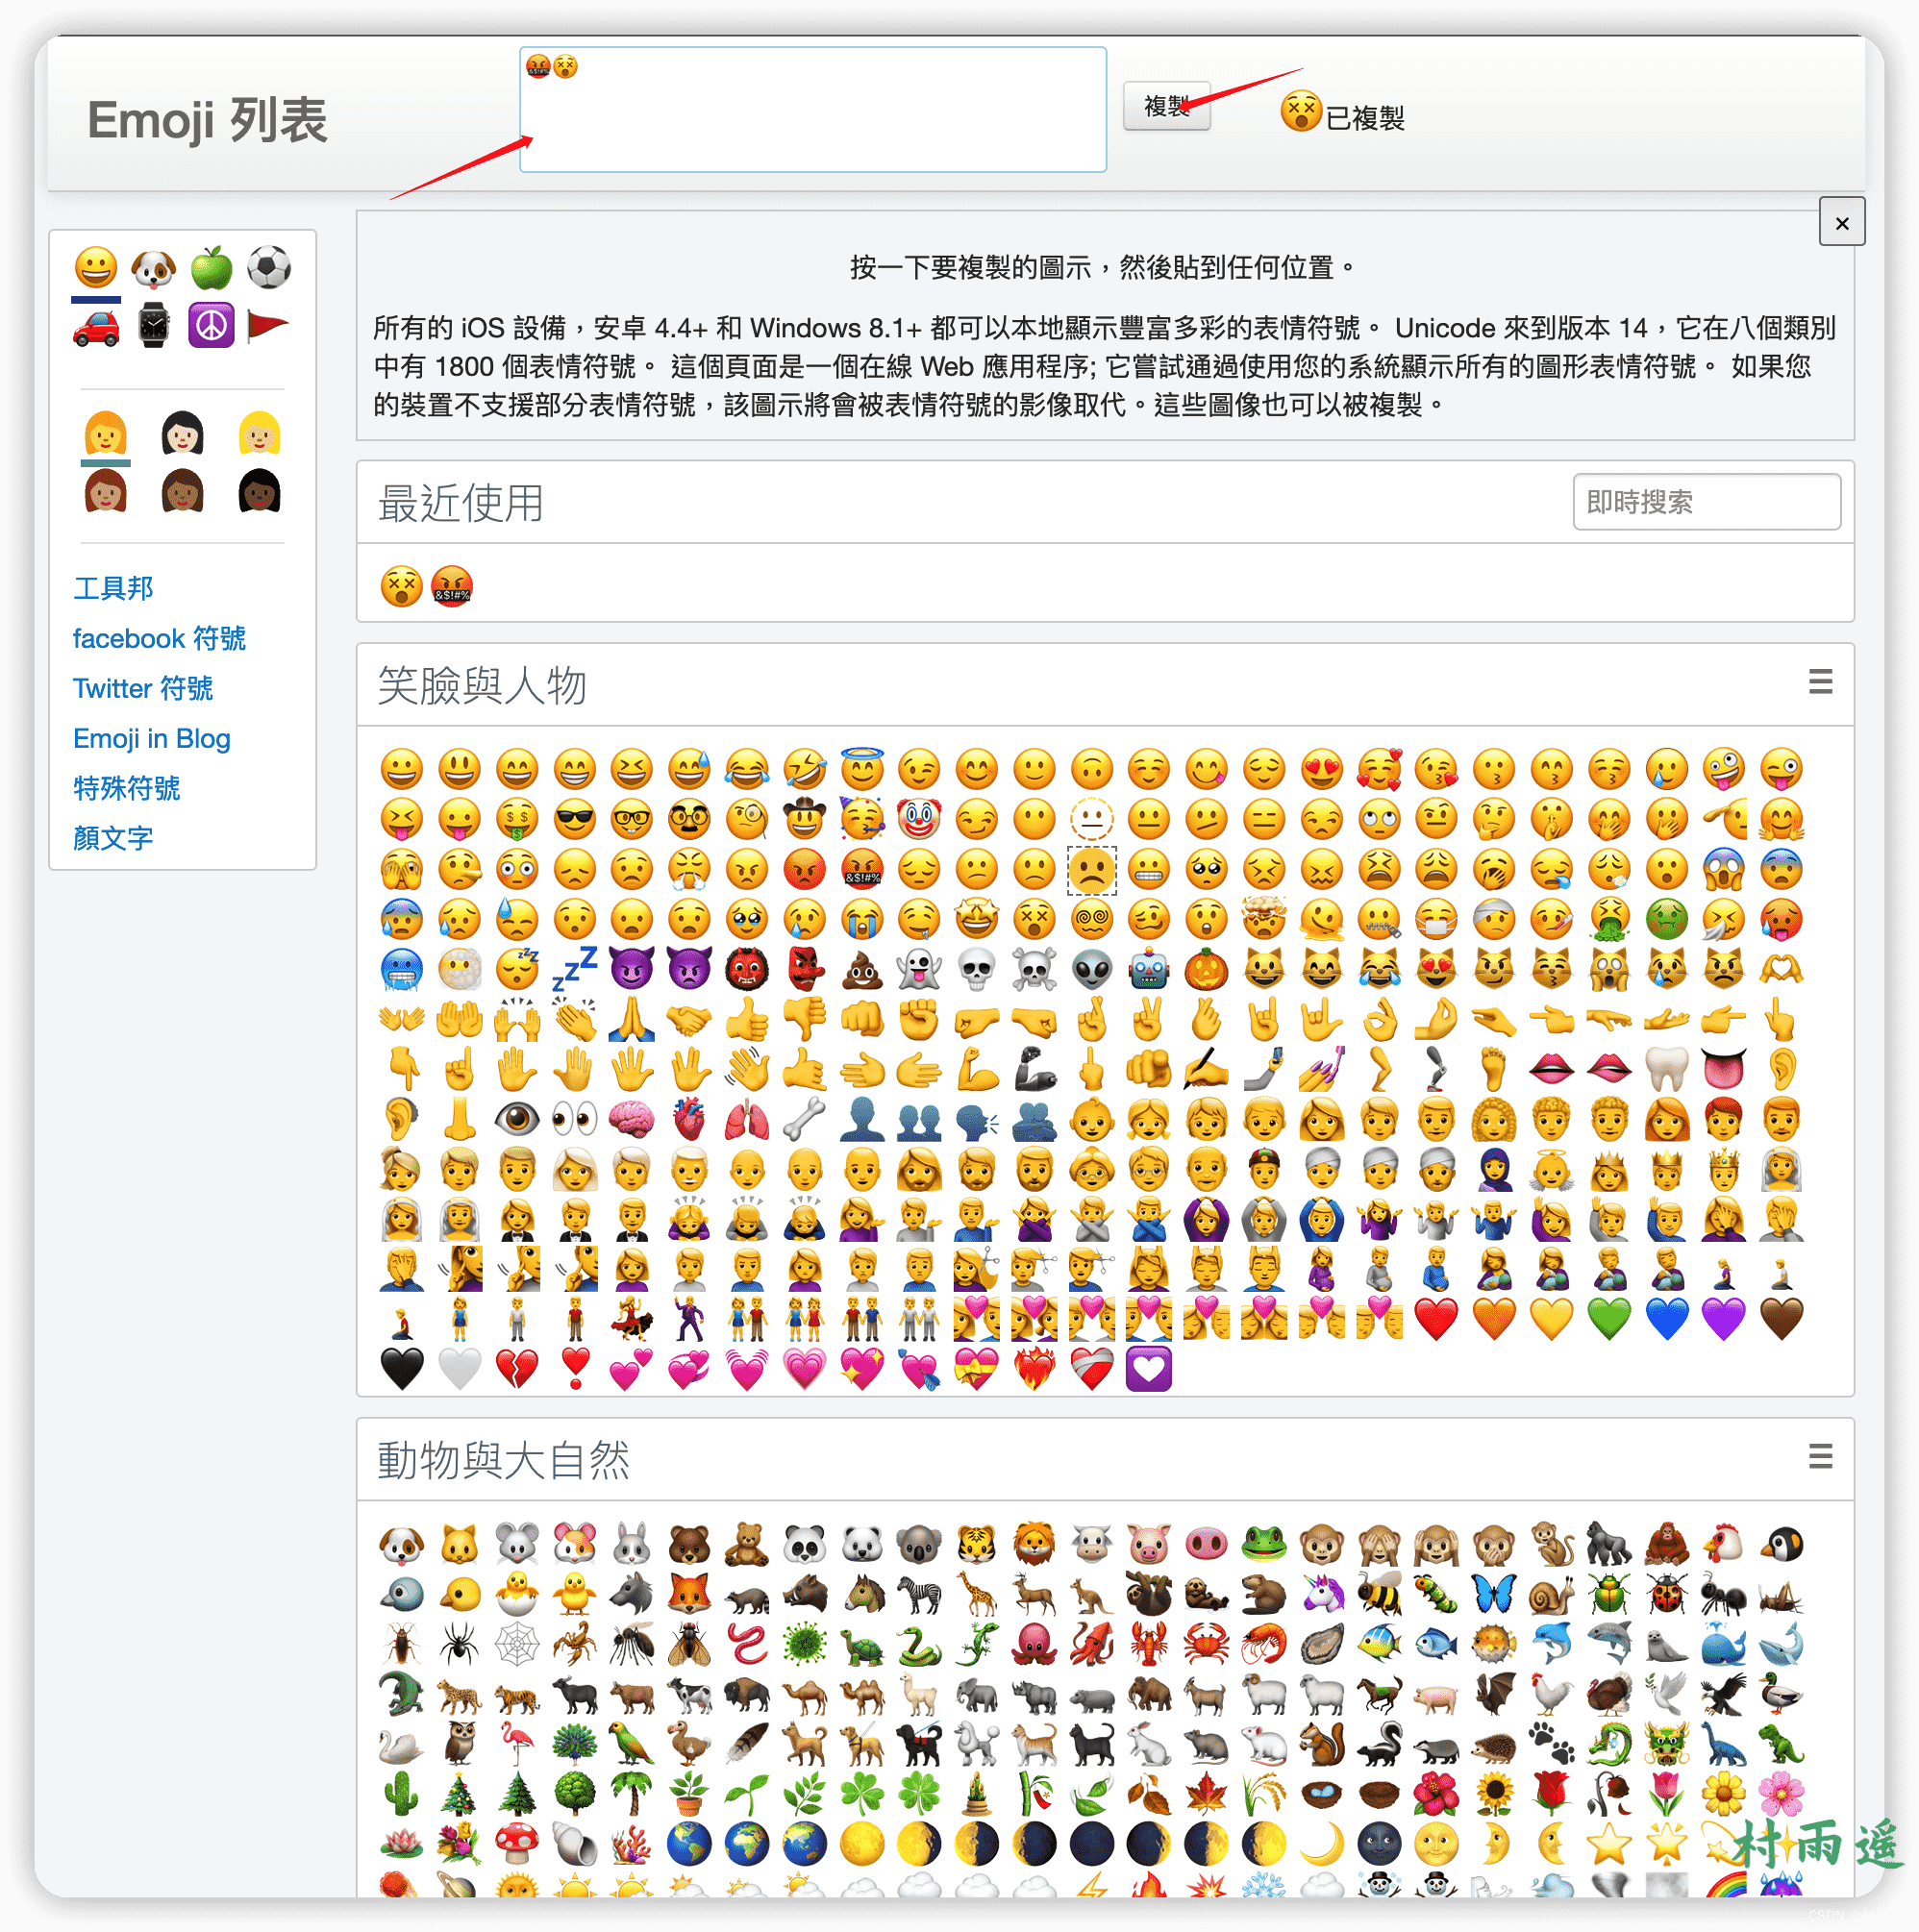 Emoji 列表
複製
已複製
×
按一下要複製的圖示，然後貼到任何位置。
所有的 iOS 設備，安卓 4.4+ 和 Windows 8.1+ 都可以本地顯示豐富多彩的表情符號。 Unicode 來到版本 14，它在八個類別
中有 1800 個表情符號。 這個頁面是一個在線 Web 應用程序; 它嘗試通過使用您的系統顯示所有的圖形表情符號。 如果您
的裝置不支援部分表情符號，該圖示將會被表情符號的影像取代。這些圖像也可以被複製。
最近使用
即時搜索
工具邦
facebook 符號
Twitter 符號
Emoji in Blog
特殊符號
顏文字
笑臉與人物
動物與大自然
村雨遥